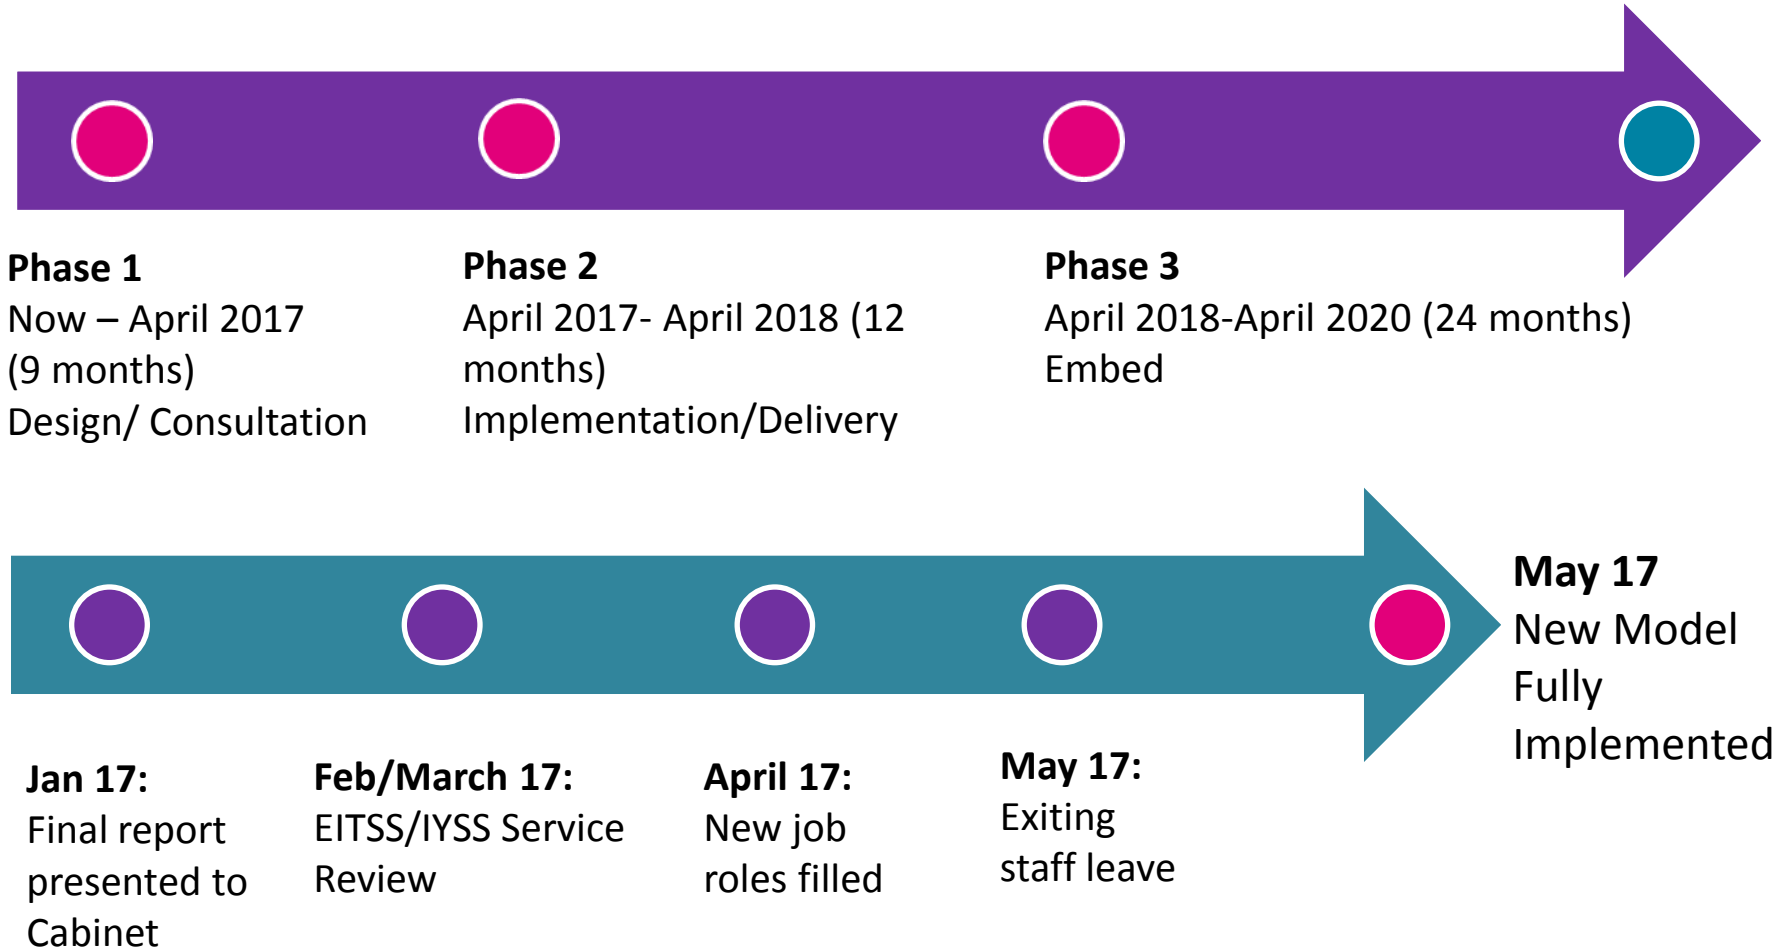 Phase 1
Now – April 2017
(9 months)
Design/ Consultation
Phase 2
April 2017- April 2018 (12
months)
Implementation/Delivery
Phase 3
April 2018-April 2020 (24 months)
Embed
Jan 17:
Final report
presented to
Cabinet
Feb/March 17:
EITSS/IYSS Service
Review
April 17:
New job
roles filled
May 17:
Exiting
staff leave
May 17
New Model
Fully
Implemented